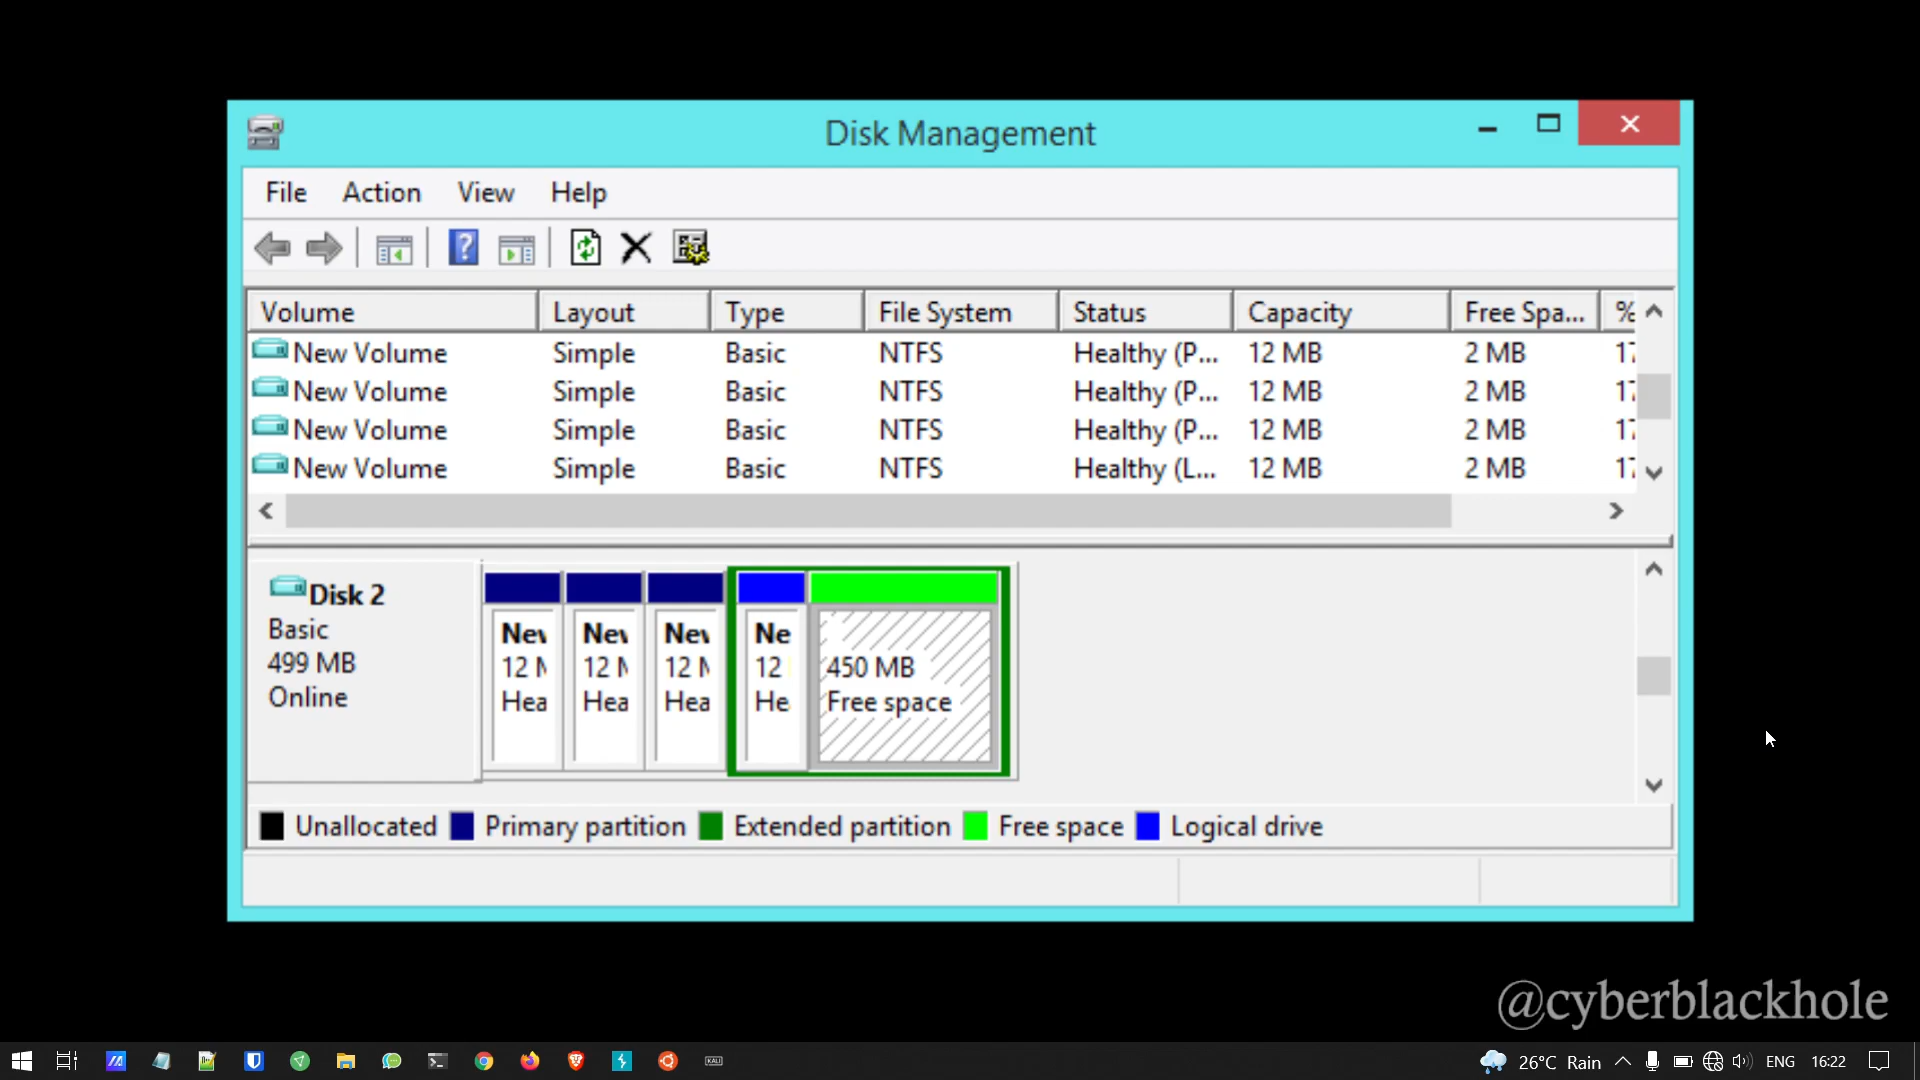 Disk Management
File Action View Help
Volume Layout Type File System Status Capacity Free Spa... %
New Volume Simple Basic NTFS Healthy (P... 12 MB 2 MB 17
New Volume Simple Basic NTFS Healthy (P... 12 MB 2 MB 17
New Volume Simple Basic NTFS Healthy (P... 12 MB 2 MB 17
New Volume Simple Basic NTFS Healthy (L... 12 MB 2 MB 17
Disk 2
Basic
499 MB
Online
Nev Nev Nev Ne
12 M 12 M 12 M 12 450 MB
Hea Hea Hea He Free space
Unallocated Primary partition Extended partition Free space Logical drive
@cyberblackhole
26°C Rain ENG 16:22